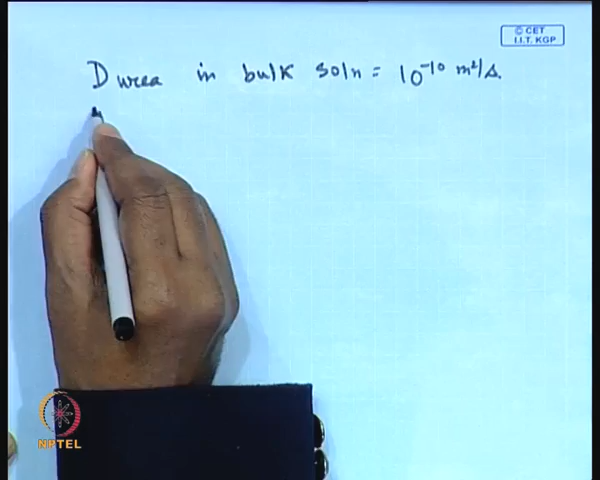 © CET
I.I.T. KGP
D urea in bulk soln = 10⁻¹⁰ m²/s.
NPTEL